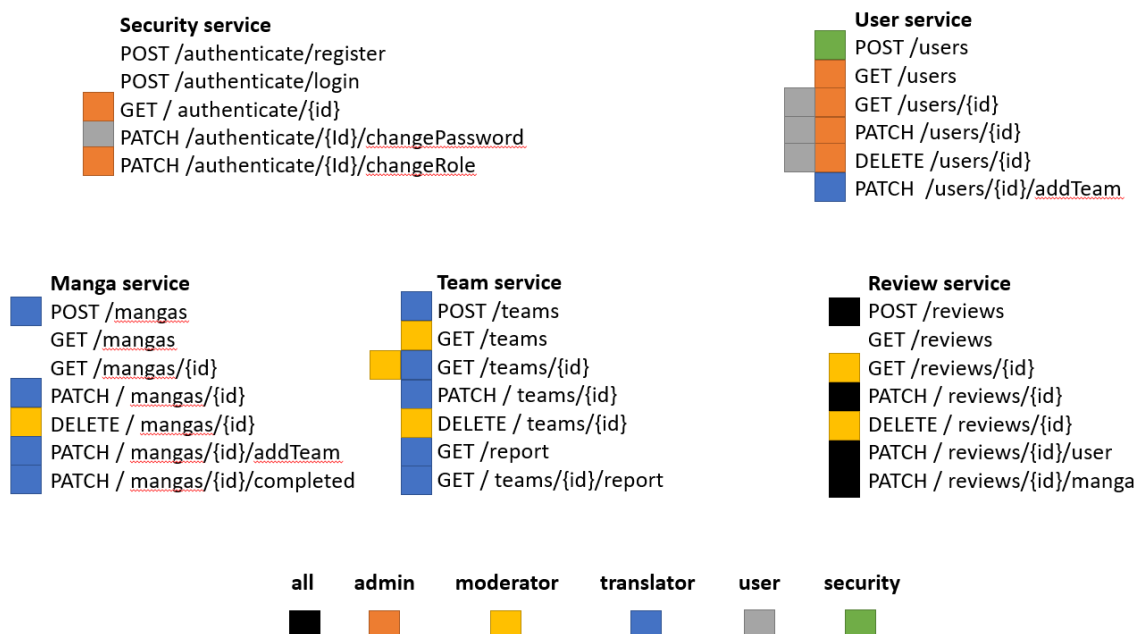 Security service
POST /authenticate/register
POST /authenticate/login
GET / authenticate/{id}
PATCH /authenticate/{Id}/changePassword
PATCH /authenticate/{Id}/changeRole
User service
POST /users
GET /users
GET /users/{id}
PATCH /users/{id}
DELETE /users/{id}
PATCH /users/{id}/addTeam
Manga service
POST /mangas
GET /mangas
GET /mangas/{id}
PATCH / mangas/{id}
DELETE / mangas/{id}
PATCH / mangas/{id}/addTeam
PATCH / mangas/{id}/completed
Team service
POST /teams
GET /teams
GET /teams/{id}
PATCH / teams/{id}
DELETE / teams/{id}
GET /report
GET / teams/{id}/report
Review service
POST /reviews
GET /reviews
GET /reviews/{id}
PATCH / reviews/{id}
DELETE / reviews/{id}
PATCH / reviews/{id}/user
PATCH / reviews/{id}/manga
all admin moderator translator user security